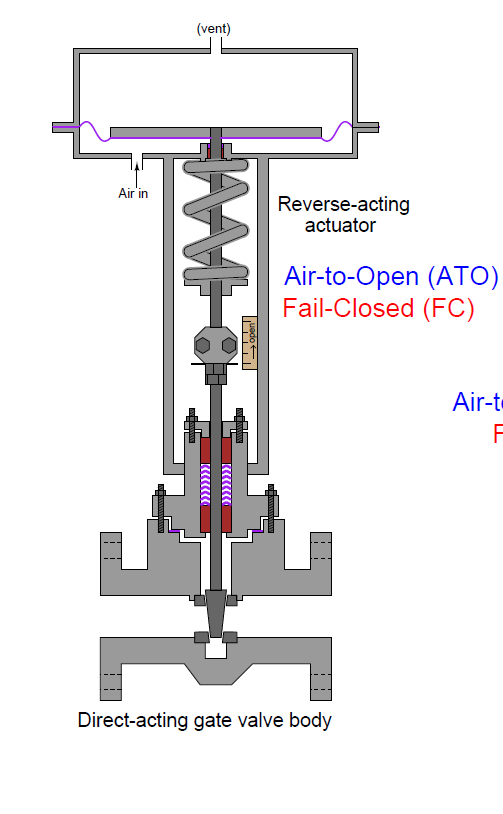 (vent)
Air in
Reverse-acting
actuator
Air-to-Open (ATO)
Fail-Closed (FC)
open
Air-t
F
Direct-acting gate valve body